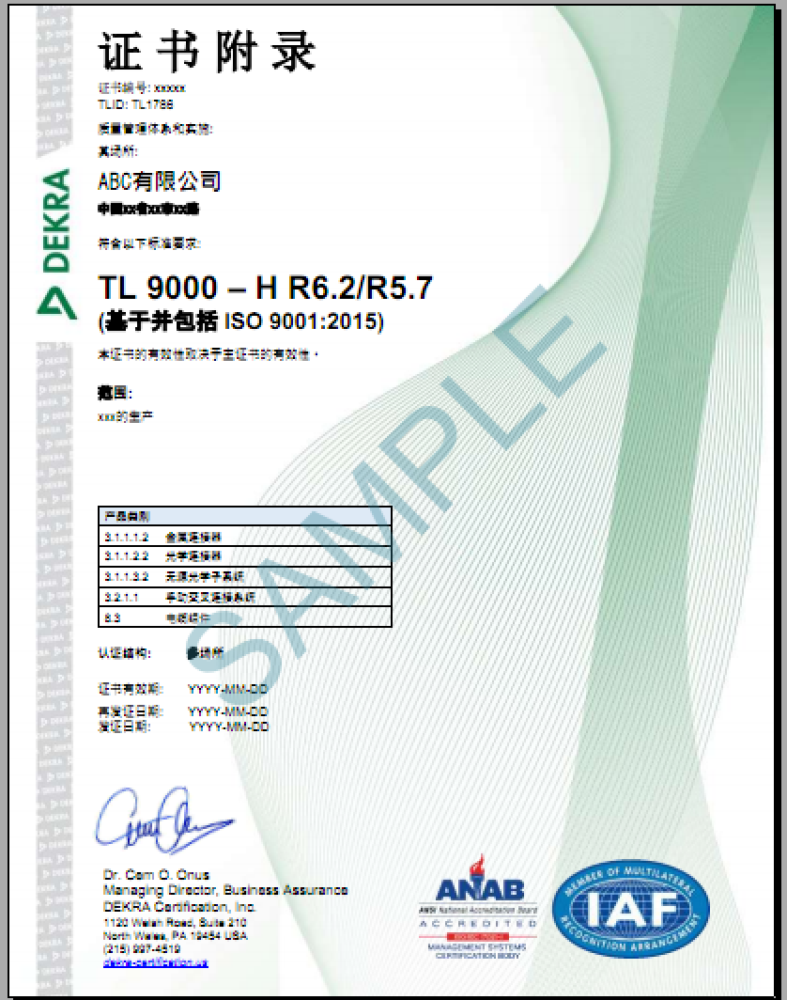 证书附录
证书编号: xxxxx
TLID: TL1786
质量管理体系和实施:
其场所:
ABC有限公司
中国xx省xx市xx路
符合以下标准要求:
TL 9000 – H R6.2/R5.7
(基于并包括 ISO 9001:2015)
本证书的有效性取决于主证书的有效性。
范围:
xxx的生产
产品类别
3.1.1.1.2 金属连接器
3.1.1.2.2 光学连接器
3.1.1.3.2 无源光学子系统
3.2.1.1 手动交叉连接系统
8.3 电缆组件
认证结构: 多场所
证书有效期: YYYY-MM-DD
再发证日期: YYYY-MM-DD
发证日期: YYYY-MM-DD
Dr. Cem O. Onus
Managing Director, Business Assurance
DEKRA Certification, Inc.
1120 Welsh Road, Suite 210
North Wales, PA 19454 USA
(215) 997-4519
dekra-certification.us
DEKRA
SAMPLE
ANAB
ANSI National Accreditation Board
ACCREDITED
MANAGEMENT SYSTEMS
CERTIFICATION BODY
MEMBER OF MULTILATERAL
IAF
RECOGNITION ARRANGEMENT